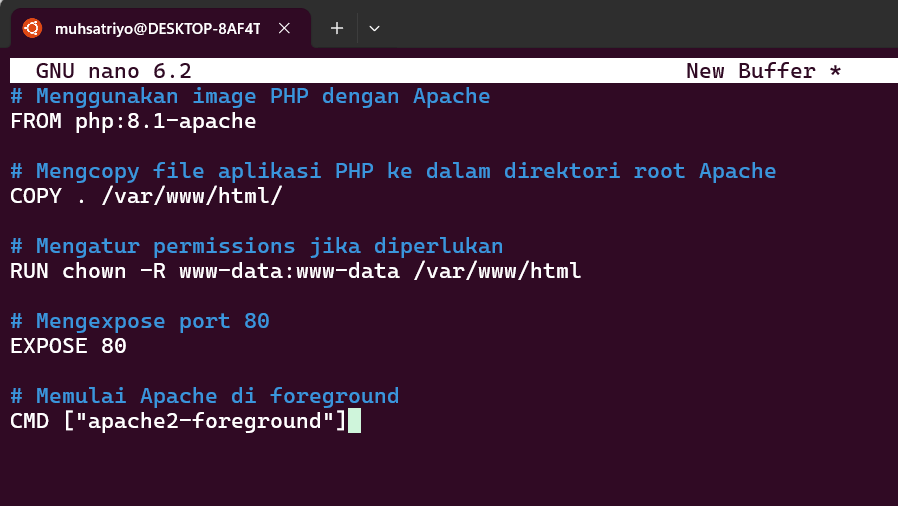 muhsatriyo@DESKTOP-8AF4T
GNU nano 6.2 New Buffer *
# Menggunakan image PHP dengan Apache
FROM php:8.1-apache
# Mengcopy file aplikasi PHP ke dalam direktori root Apache
COPY . /var/www/html/
# Mengatur permissions jika diperlukan
RUN chown -R www-data:www-data /var/www/html
# Mengexpose port 80
EXPOSE 80
# Memulai Apache di foreground
CMD ["apache2-foreground"]